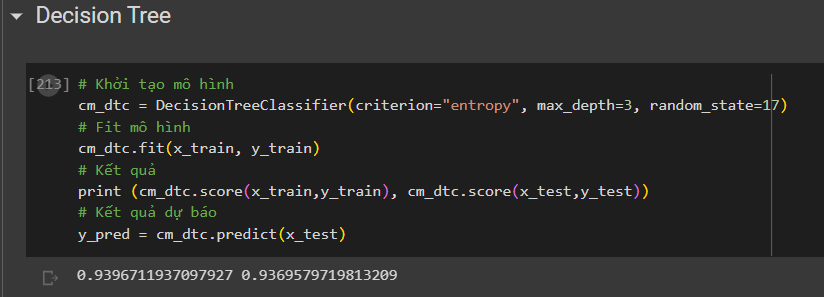 Decision Tree
[213] # Khởi tạo mô hình
cm_dtc = DecisionTreeClassifier(criterion="entropy", max_depth=3, random_state=17)
# Fit mô hình
cm_dtc.fit(x_train, y_train)
# Kết quả
print (cm_dtc.score(x_train,y_train), cm_dtc.score(x_test,y_test))
# Kết quả dự báo
y_pred = cm_dtc.predict(x_test)
0.9396711937097927 0.9369579719813209